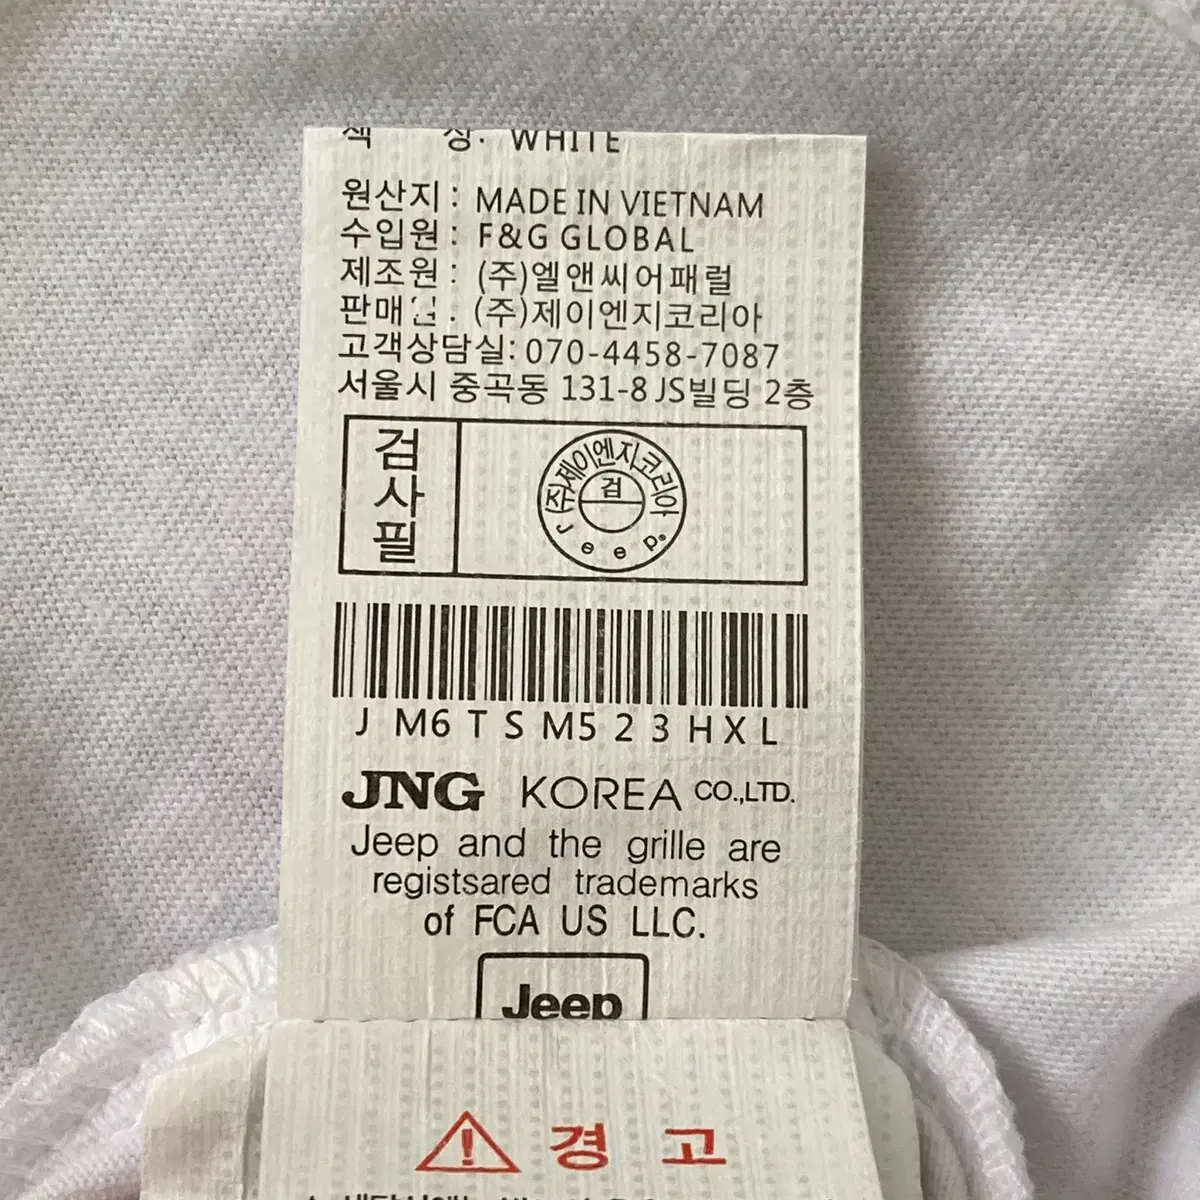 색 상: WHITE
원산지: MADE IN VIETNAM
수입원: F&G GLOBAL
제조원: (주)엘앤씨어패럴
판매원: (주)제이엔지코리아
고객상담실: 070-4458-7087
서울시 중곡동 131-8 JS빌딩 2층
검사필
(주)제이엔지코리아
검
Jeep
J M6 T S M5 2 3 H X L
JNG KOREA CO.,LTD.
Jeep and the grille are
registsared trademarks
of FCA US LLC.
Jeep
경 고